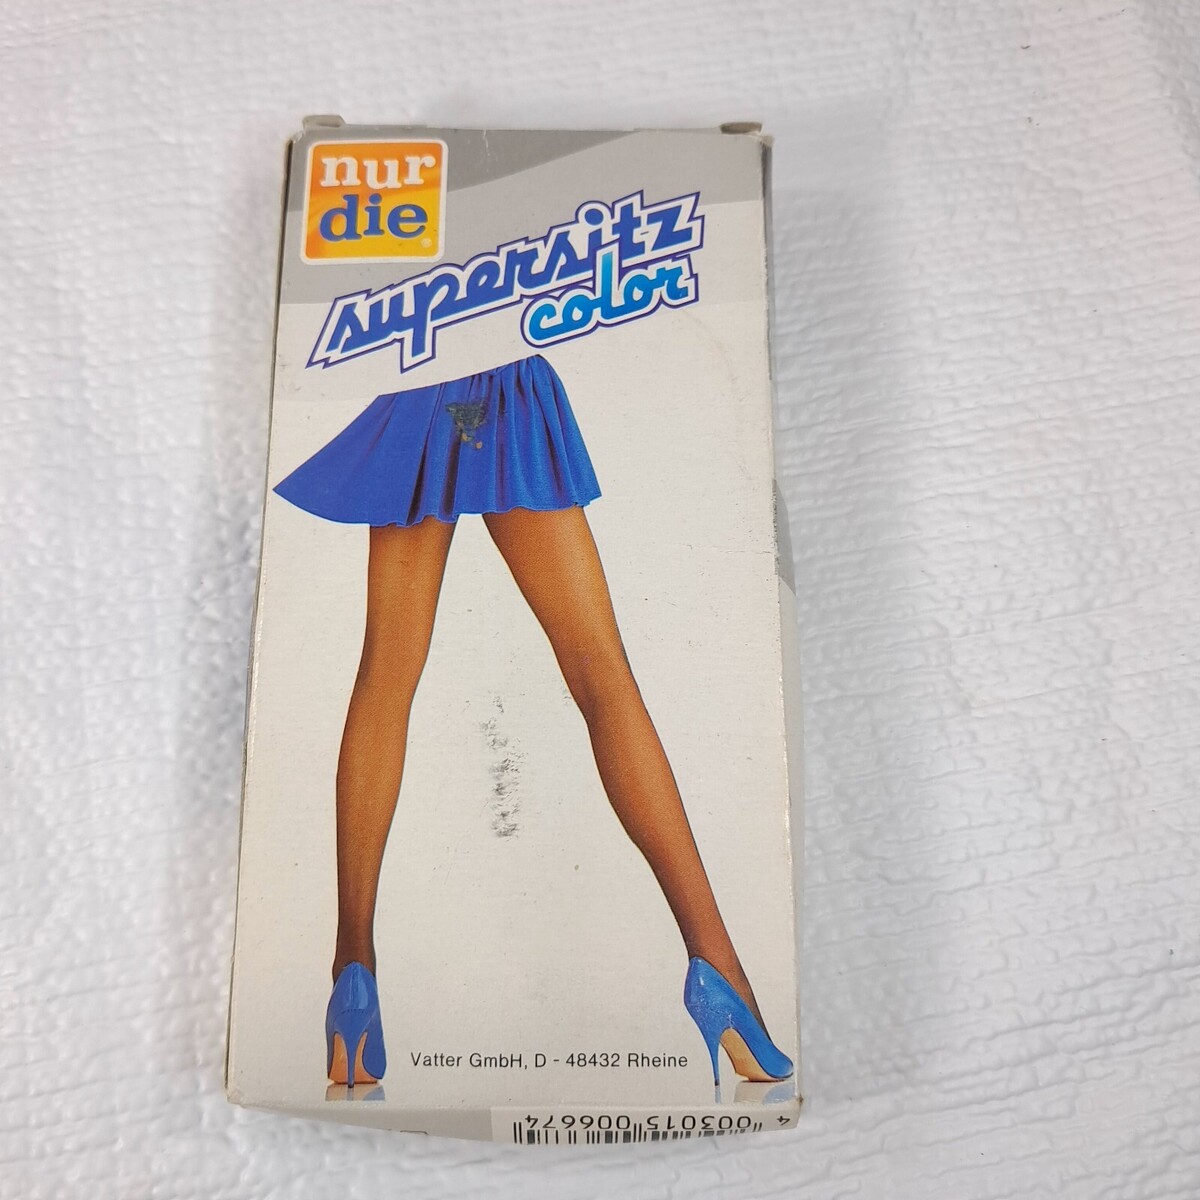 nur
die
supersitz
color
Vatter GmbH, D - 48432 Rheine
4 003015 006674